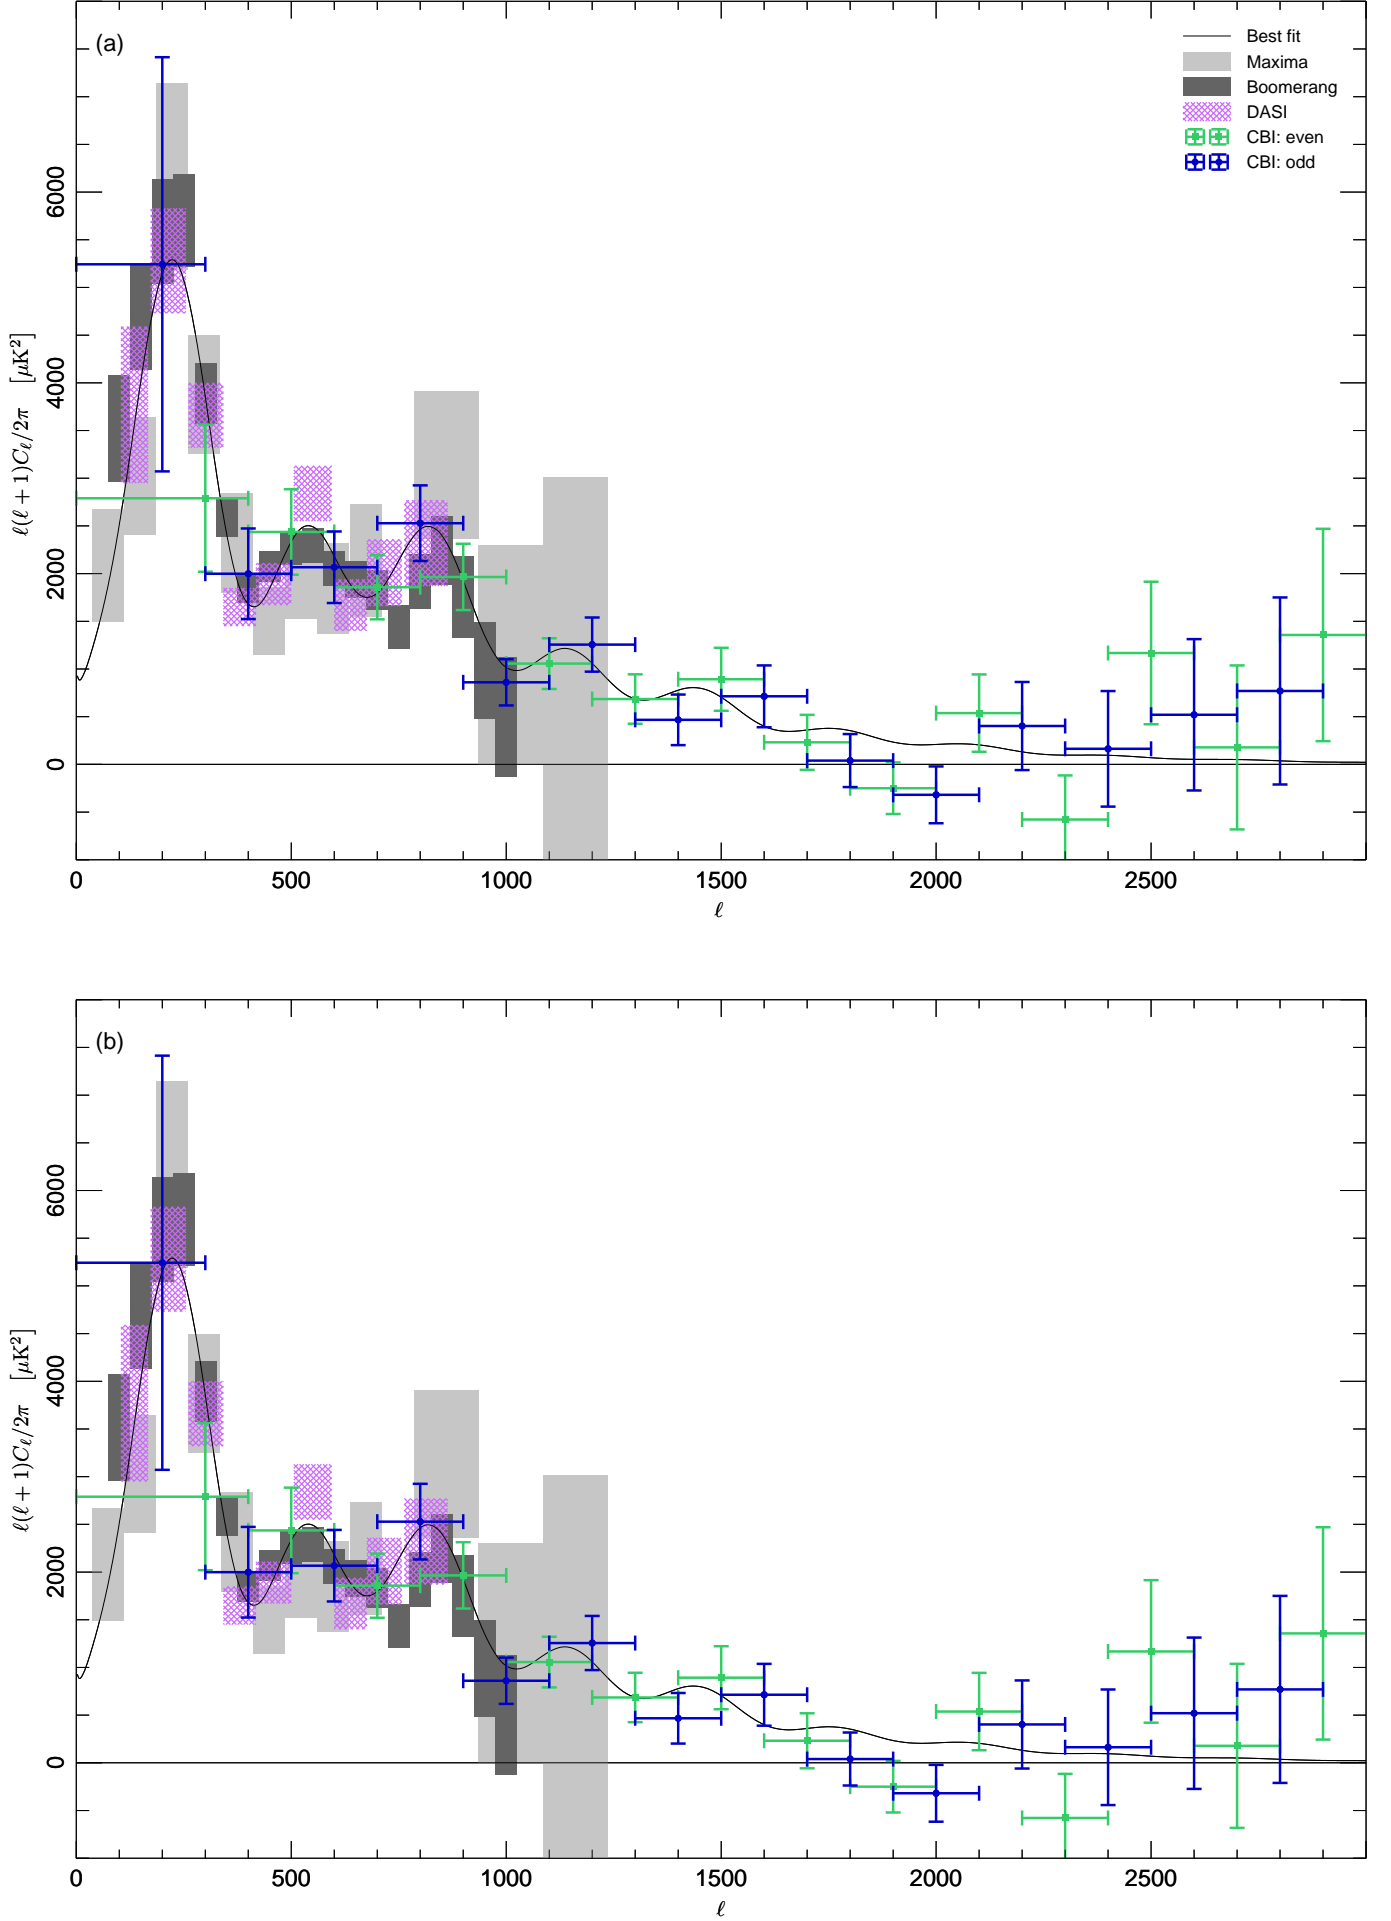 (a)
Best fit
Maxima
Boomerang
DASI
CBI: even
CBI: odd
6000
4000
2000
0
ℓ(ℓ + 1)Cℓ/2π [μK²]
0 500 1000 1500 2000 2500
ℓ
(b)
6000
4000
2000
0
ℓ(ℓ + 1)Cℓ/2π [μK²]
0 500 1000 1500 2000 2500
ℓ